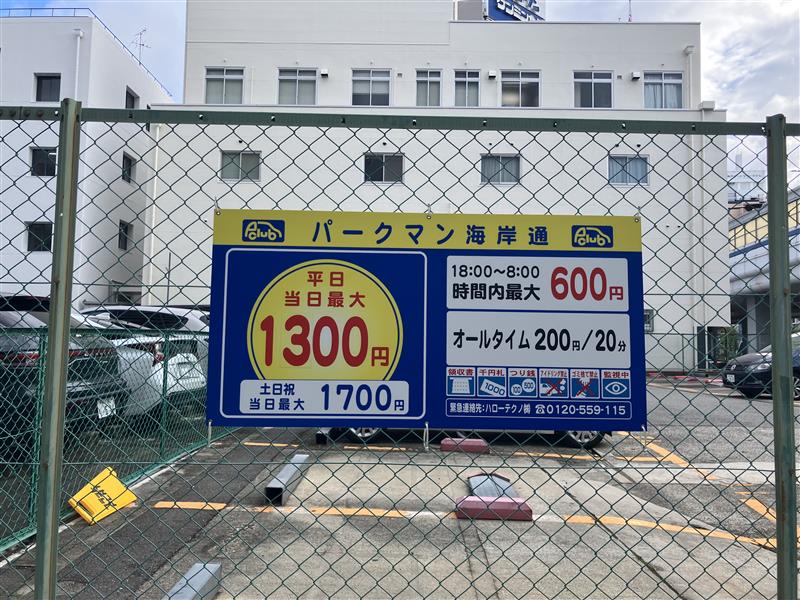 Pclub
パークマン海岸通
Pclub
平日
当日最大
1300円
土日祝
当日最大 1700円
18:00〜8:00
時間内最大 600円
オールタイム 200円/20分
領収書 千円札 つり銭 アイドリング禁止 ゴミ捨て禁止 監視中
1000 100 500
緊急連絡先:ハローテクノ㈱ ☎0120-559-115